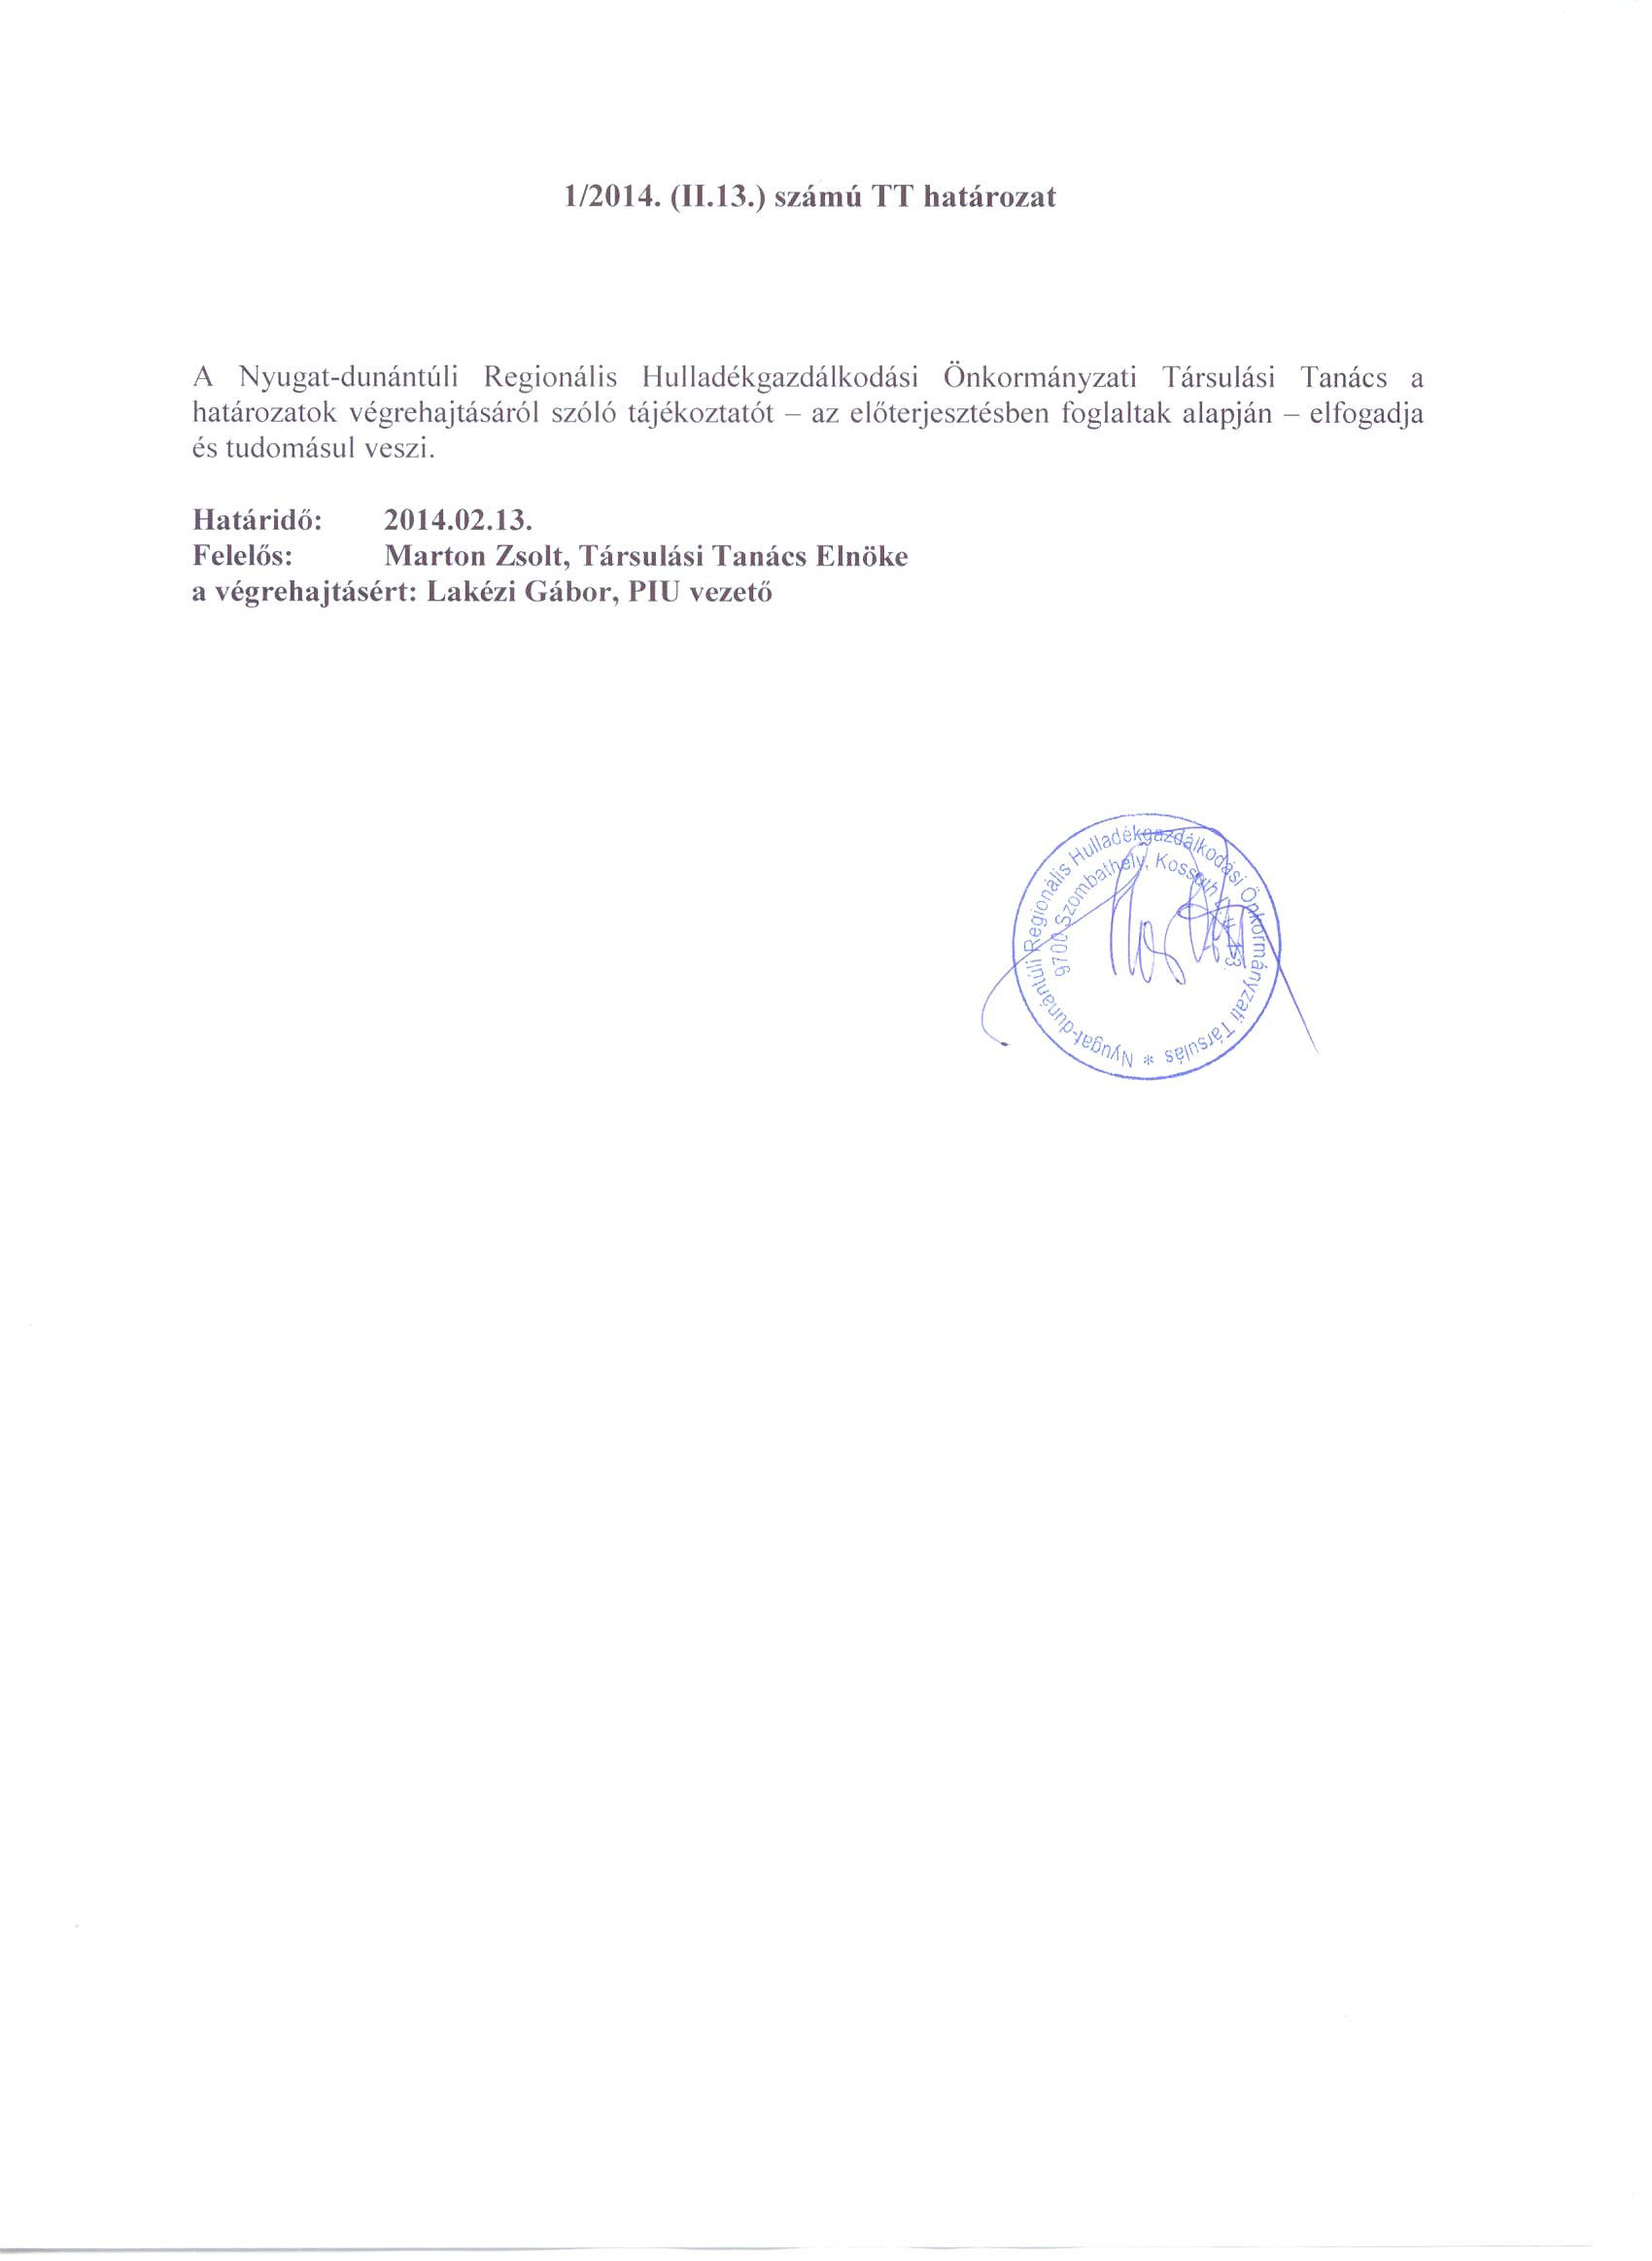 1/2014. (II.13.) számú TT határozat
A Nyugat-dunántúli Regionális Hulladékgazdálkodási Önkormányzati Társulási Tanács a
határozatok végrehajtásáról szóló tájékoztatót – az előterjesztésben foglaltak alapján – elfogadja
és tudomásul veszi.
Határidő: 2014.02.13.
Felelős: Marton Zsolt, Társulási Tanács Elnöke
a végrehajtásért: Lakézi Gábor, PIU vezető
Nyugat-dunántúli Regionális Hulladékgazdálkodási Önkormányzati Társulás *
9700 Szombathely, Kossuth